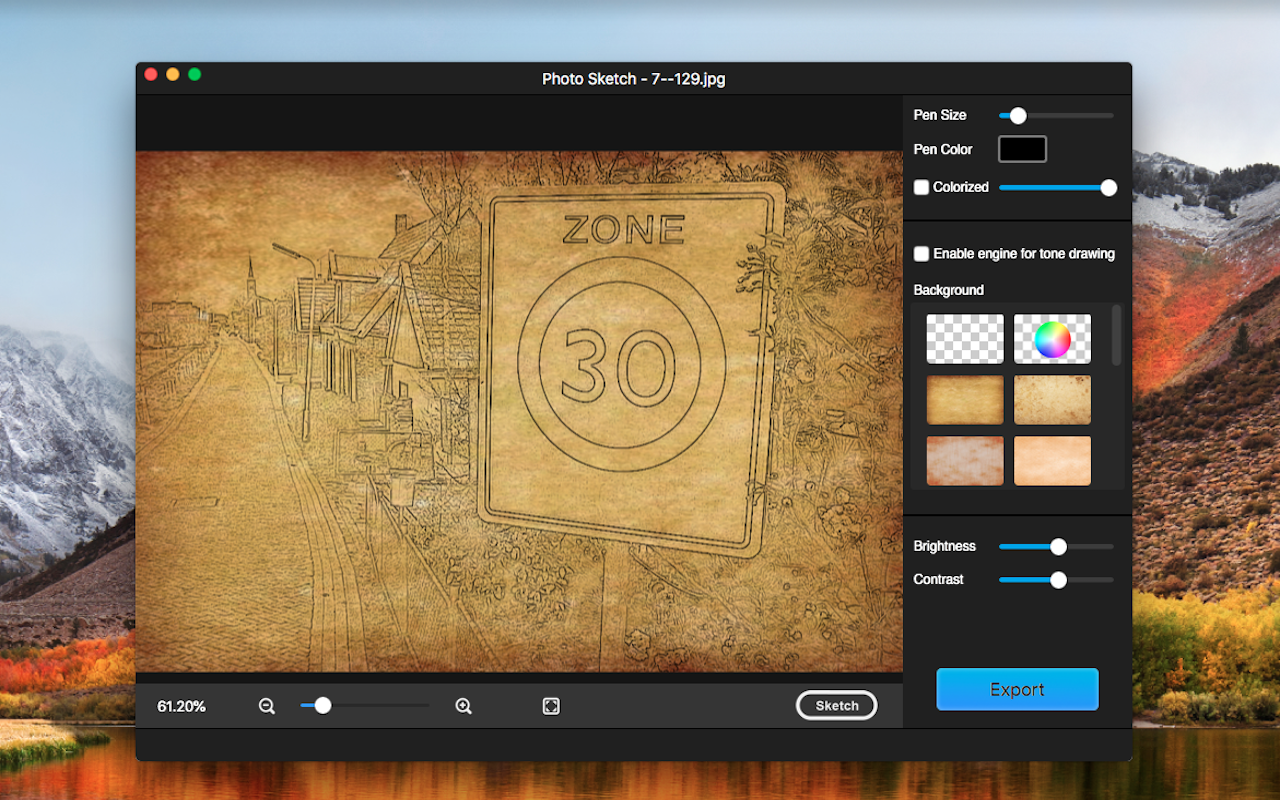 Photo Sketch - 7--129.jpg
Pen Size
Pen Color
Colorized
ZONE
30
Enable engine for tone drawing
Background
Brightness
Contrast
Export
61.20%
Sketch